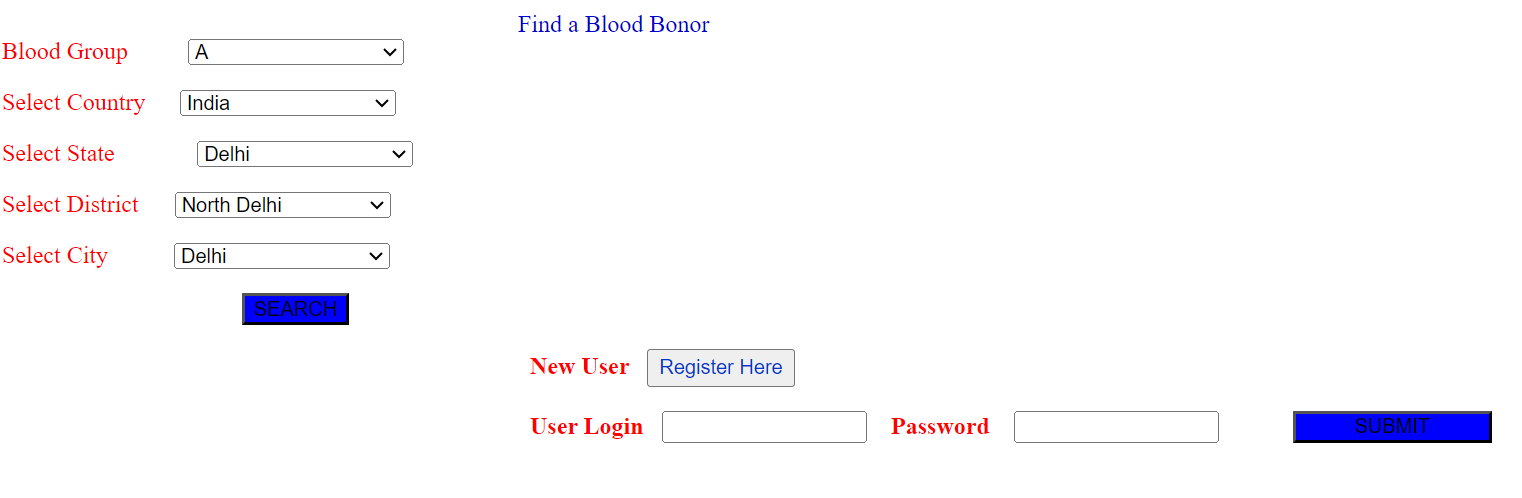 Find a Blood Bonor
Blood Group A
Select Country India
Select State Delhi
Select District North Delhi
Select City Delhi
SEARCH
New User Register Here
User Login Password SUBMIT